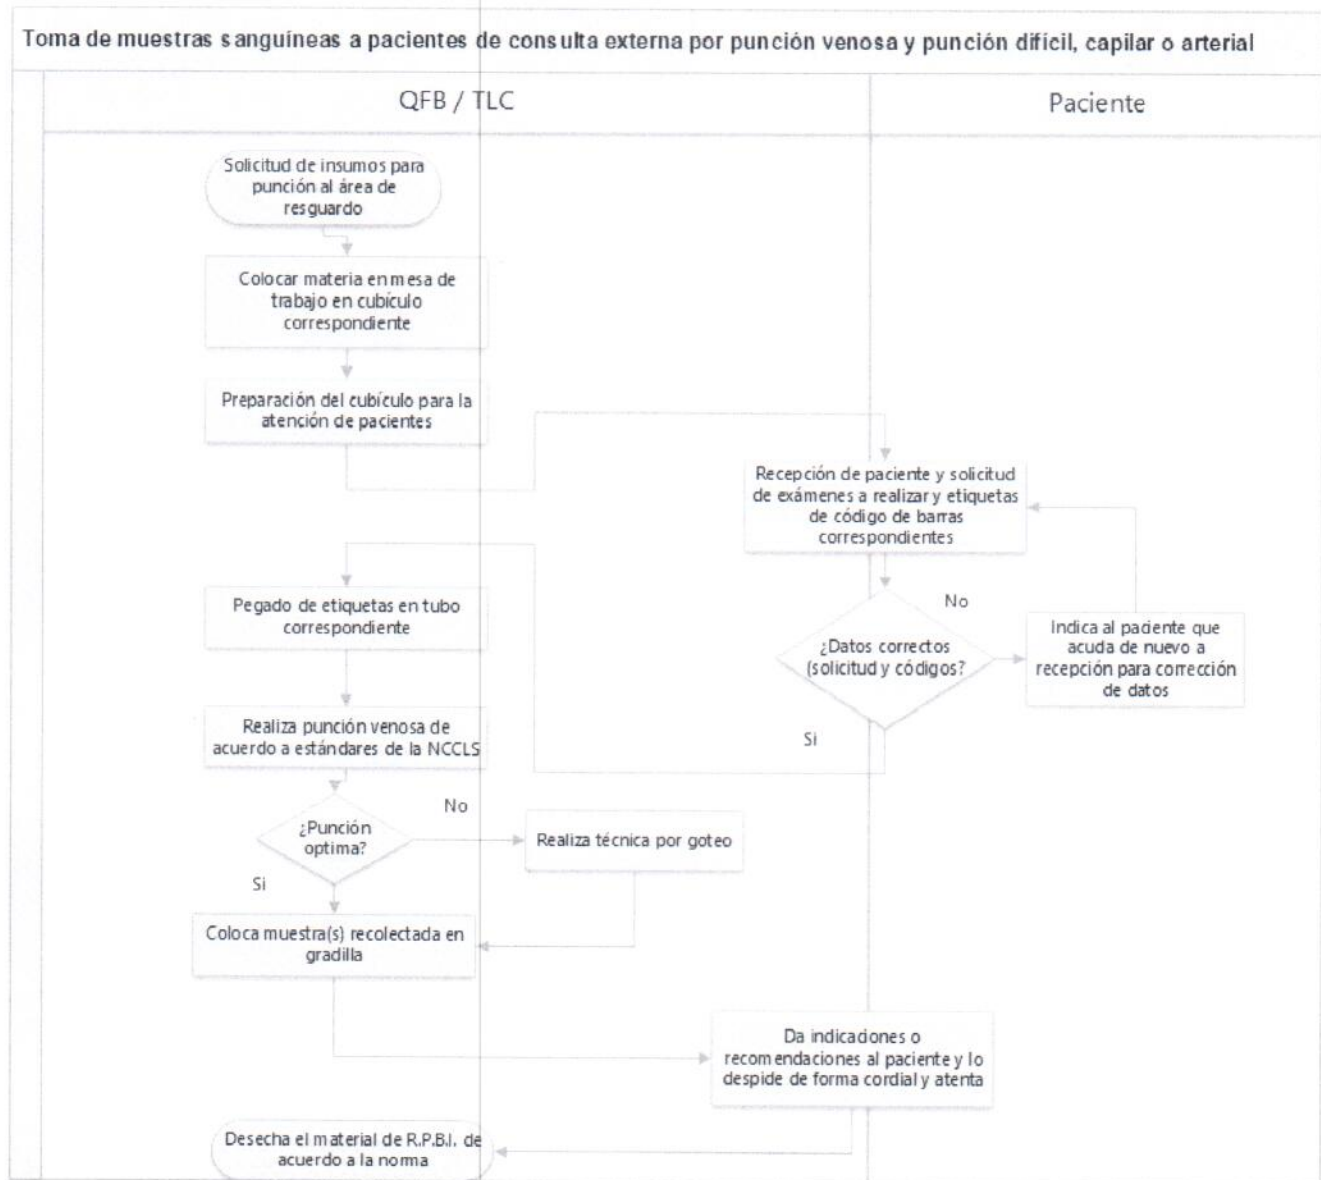 Toma de muestras sanguíneas a pacientes de consulta externa por punción venosa y punción difícil, capilar o arterial
QFB / TLC
Paciente
Solicitud de insumos para
punción al área de
resguardo
Colocar materia en mesa de
trabajo en cubículo
correspondiente
Preparación del cubículo para la
atención de pacientes
Recepción de paciente y solicitud
de exámenes a realizar y etiquetas
de código de barras
correspondientes
Pegado de etiquetas en tubo
correspondiente
No
¿Datos correctos
(solicitud y códigos?
Indica al paciente que
acuda de nuevo a
recepción para corrección
de datos
Si
Realiza punción venosa de
acuerdo a estándares de la NCCLS
¿Punción
optima?
No
Realiza técnica por goteo
Si
Coloca muestra(s) recolectada en
gradilla
Da indicaciones o
recomendaciones al paciente y lo
despide de forma cordial y atenta
Desecha el material de R.P.B.I. de
acuerdo a la norma